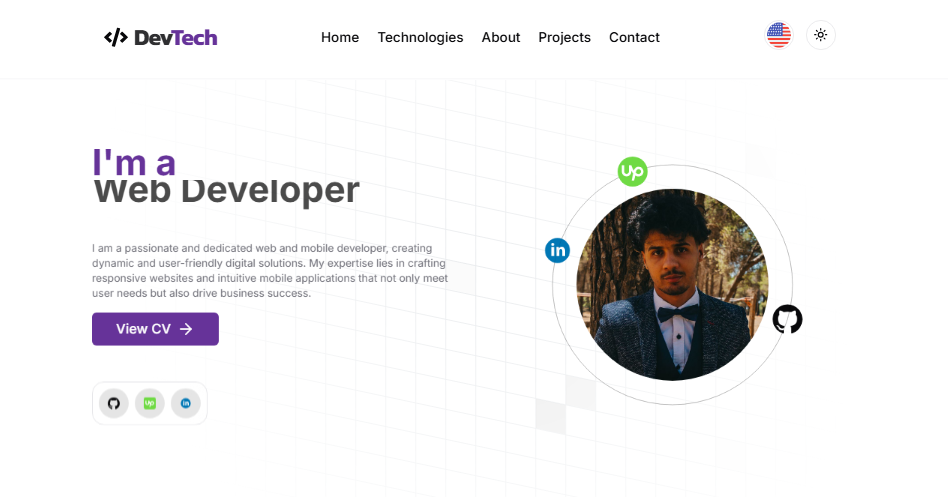 </> DevTech
Home Technologies About Projects Contact
I'm a
Web Developer
I am a passionate and dedicated web and mobile developer, creating
dynamic and user-friendly digital solutions. My expertise lies in crafting
responsive websites and intuitive mobile applications that not only meet
user needs but also drive business success.
View CV →
Up
in
Up in